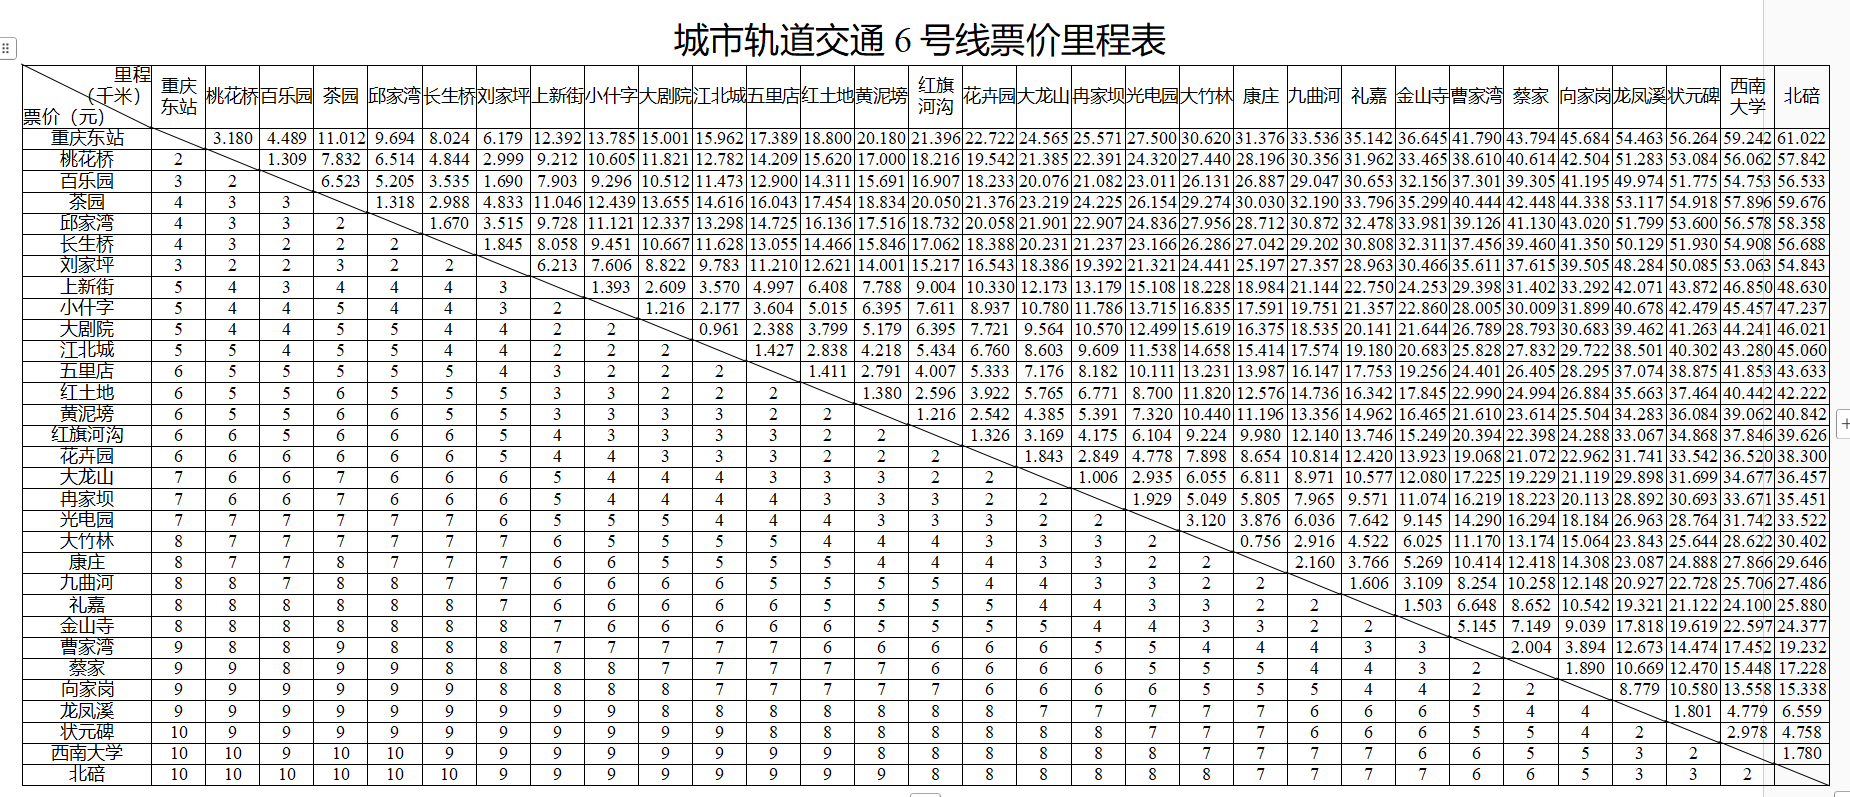 城市轨道交通 6 号线票价里程表
里程（千米） 票价（元） 重庆东站 桃花桥 百乐园 茶园 邱家湾 长生桥 刘家坪 上新街 小什字 大剧院 江北城 五里店 红土地 黄泥塝 红旗河沟 花卉园 大龙山 冉家坝 光电园 大竹林 康庄 九曲河 礼嘉 金山寺 曹家湾 蔡家 向家岗 龙凤溪 状元碑 西南大学 北碚
重庆东站 3.180 4.489 11.012 9.694 8.024 6.179 12.392 13.785 15.001 15.962 17.389 18.800 20.180 21.396 22.722 24.565 25.571 27.500 30.620 31.376 33.536 35.142 36.645 41.790 43.794 45.684 54.463 56.264 59.242 61.022
桃花桥 2 1.309 7.832 6.514 4.844 2.999 9.212 10.605 11.821 12.782 14.209 15.620 17.000 18.216 19.542 21.385 22.391 24.320 27.440 28.196 30.356 31.962 33.465 38.610 40.614 42.504 51.283 53.084 56.062 57.842
百乐园 3 2 6.523 5.205 3.535 1.690 7.903 9.296 10.512 11.473 12.900 14.311 15.691 16.907 18.233 20.076 21.082 23.011 26.131 26.887 29.047 30.653 32.156 37.301 39.305 41.195 49.974 51.775 54.753 56.533
茶园 4 3 3 1.318 2.988 4.833 11.046 12.439 13.655 14.616 16.043 17.454 18.834 20.050 21.376 23.219 24.225 26.154 29.274 30.030 32.190 33.796 35.299 40.444 42.448 44.338 53.117 54.918 57.896 59.676
邱家湾 4 3 3 2 1.670 3.515 9.728 11.121 12.337 13.298 14.725 16.136 17.516 18.732 20.058 21.901 22.907 24.836 27.956 28.712 30.872 32.478 33.981 39.126 41.130 43.020 51.799 53.600 56.578 58.358
长生桥 4 3 2 2 2 1.845 8.058 9.451 10.667 11.628 13.055 14.466 15.846 17.062 18.388 20.231 21.237 23.166 26.286 27.042 29.202 30.808 32.311 37.456 39.460 41.350 50.129 51.930 54.908 56.688
刘家坪 3 2 2 3 2 2 6.213 7.606 8.822 9.783 11.210 12.621 14.001 15.217 16.543 18.386 19.392 21.321 24.441 25.197 27.357 28.963 30.466 35.611 37.615 39.505 48.284 50.085 53.063 54.843
上新街 5 4 3 4 4 4 3 1.393 2.609 3.570 4.997 6.408 7.788 9.004 10.330 12.173 13.179 15.108 18.228 18.984 21.144 22.750 24.253 29.398 31.402 33.292 42.071 43.872 46.850 48.630
小什字 5 4 4 5 4 4 3 2 1.216 2.177 3.604 5.015 6.395 7.611 8.937 10.780 11.786 13.715 16.835 17.591 19.751 21.357 22.860 28.005 30.009 31.899 40.678 42.479 45.457 47.237
大剧院 5 4 4 5 5 4 4 2 2 0.961 2.388 3.799 5.179 6.395 7.721 9.564 10.570 12.499 15.619 16.375 18.535 20.141 21.644 26.789 28.793 30.683 39.462 41.263 44.241 46.021
江北城 5 5 4 5 5 4 4 2 2 2 1.427 2.838 4.218 5.434 6.760 8.603 9.609 11.538 14.658 15.414 17.574 19.180 20.683 25.828 27.832 29.722 38.501 40.302 43.280 45.060
五里店 6 5 5 5 5 5 4 3 2 2 2 1.411 2.791 4.007 5.333 7.176 8.182 10.111 13.231 13.987 16.147 17.753 19.256 24.401 26.405 28.295 37.074 38.875 41.853 43.633
红土地 6 5 5 6 5 5 5 3 3 2 2 2 1.380 2.596 3.922 5.765 6.771 8.700 11.820 12.576 14.736 16.342 17.845 22.990 24.994 26.884 35.663 37.464 40.442 42.222
黄泥塝 6 5 5 6 6 5 5 3 3 3 3 2 2 1.216 2.542 4.385 5.391 7.320 10.440 11.196 13.356 14.962 16.465 21.610 23.614 25.504 34.283 36.084 39.062 40.842
红旗河沟 6 6 5 6 6 6 5 4 3 3 3 3 2 2 1.326 3.169 4.175 6.104 9.224 9.980 12.140 13.746 15.249 20.394 22.398 24.288 33.067 34.868 37.846 39.626
花卉园 6 6 6 6 6 6 5 4 4 3 3 3 2 2 2 1.843 2.849 4.778 7.898 8.654 10.814 12.420 13.923 19.068 21.072 22.962 31.741 33.542 36.520 38.300
大龙山 7 6 6 7 6 6 6 5 4 4 4 3 3 3 2 2 1.006 2.935 6.055 6.811 8.971 10.577 12.080 17.225 19.229 21.119 29.898 31.699 34.677 36.457
冉家坝 7 6 6 7 6 6 6 5 4 4 4 4 3 3 3 2 2 1.929 5.049 5.805 7.965 9.571 11.074 16.219 18.223 20.113 28.892 30.693 33.671 35.451
光电园 7 7 7 7 7 7 6 5 5 5 4 4 4 3 3 3 2 2 3.120 3.876 6.036 7.642 9.145 14.290 16.294 18.184 26.963 28.764 31.742 33.522
大竹林 8 7 7 7 7 7 7 6 5 5 5 5 4 4 4 3 3 3 2 0.756 2.916 4.522 6.025 11.170 13.174 15.064 23.843 25.644 28.622 30.402
康庄 8 7 7 8 7 7 7 6 6 5 5 5 5 4 4 4 3 3 2 2 2.160 3.766 5.269 10.414 12.418 14.308 23.087 24.888 27.866 29.646
九曲河 8 8 7 8 8 7 7 6 6 6 5 5 5 5 5 4 4 3 3 2 2 1.606 3.109 8.254 10.258 12.148 20.927 22.728 25.706 27.486
礼嘉 8 8 8 8 8 8 7 6 6 6 6 6 5 5 5 5 4 4 3 3 2 2 1.503 6.648 8.652 10.542 19.321 21.122 24.100 25.880
金山寺 8 8 8 8 8 8 8 7 6 6 6 6 6 5 5 5 5 4 4 3 3 2 2 5.145 7.149 9.039 17.818 19.619 22.597 24.377
曹家湾 9 8 8 9 8 8 8 7 7 7 7 7 6 6 6 6 6 5 5 4 4 4 3 3 2.004 3.894 12.673 14.474 17.452 19.232
蔡家 9 9 8 9 9 8 8 8 8 7 7 7 7 7 6 6 6 6 5 5 5 4 4 3 2 1.890 10.669 12.470 15.448 17.228
向家岗 9 9 9 9 9 9 8 8 8 8 7 7 7 7 7 6 6 6 6 5 5 5 4 4 2 2 8.779 10.580 13.558 15.338
龙凤溪 9 9 9 9 9 9 9 9 9 8 8 8 8 8 8 8 7 7 7 7 7 6 6 6 5 4 4 1.801 4.779 6.559
状元碑 10 9 9 9 9 9 9 9 9 9 9 8 8 8 8 8 8 8 7 7 7 6 6 6 5 5 4 2 2.978 4.758
西南大学 10 10 9 10 10 9 9 9 9 9 9 9 9 8 8 8 8 8 8 7 7 7 7 6 6 5 5 3 2 1.780
北碚 10 10 10 10 10 10 9 9 9 9 9 9 9 9 8 8 8 8 8 8 7 7 7 7 6 6 5 3 3 2